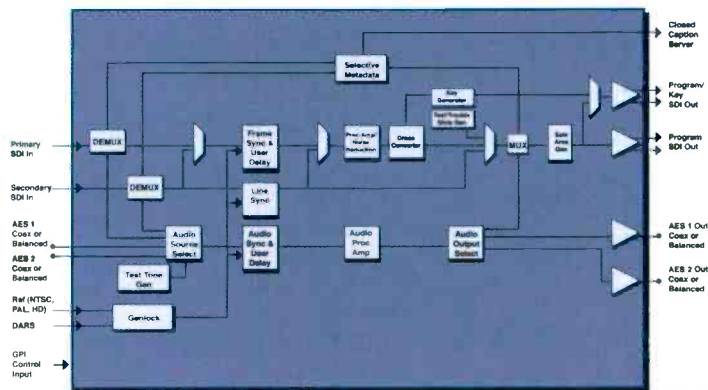 Closed
Caption
Server
Selective
Metadata
Program/
Key
SDI Out
Key
Generator
Primary
SDI In
DEMUX
Frame
Sync &
User
Delay
Proc Amp
Noise
Reduction
Cross
Converter
MUX
Safe
Area
Gen
Program
SDI Out
Secondary
SDI In
DEMUX
Line
Sync
AES 1
Coax or
Balanced
AES 2
Coax or
Balanced
Audio
Source
Select
Audio
Sync &
User
Delay
Audio
Proc
Amp
Audio
Output
Select
AES 1 Out
Coax or
Balanced
Test Tone
Gen
AES 2 Out
Coax or
Balanced
Ref (NTSC,
PAL, HD)
DARS
Genlock
GPI
Control
Input